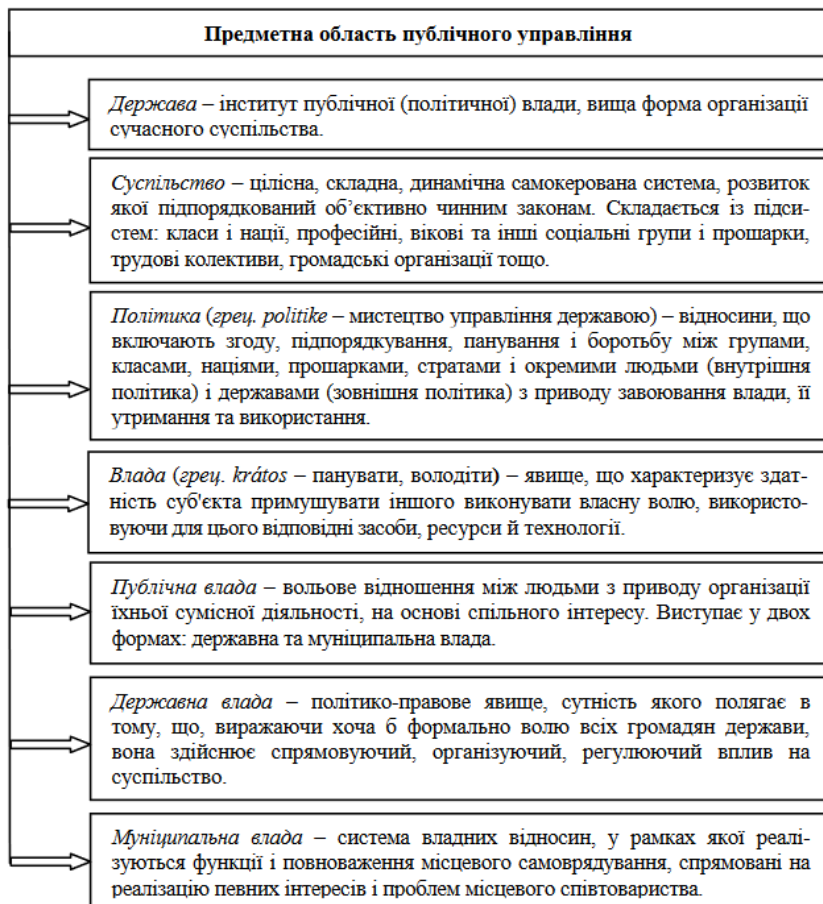 Предметна область публічного управління
Держава – інститут публічної (політичної) влади, вища форма організації
сучасного суспільства.
Суспільство – цілісна, складна, динамічна самокерована система, розвиток
якої підпорядкований об’єктивно чинним законам. Складається із підси-
стем: класи і нації, професійні, вікові та інші соціальні групи і прошарки,
трудові колективи, громадські організації тощо.
Політика (грец. politike – мистецтво управління державою) – відносини, що
включають згоду, підпорядкування, панування і боротьбу між групами,
класами, націями, прошарками, стратами і окремими людьми (внутрішня
політика) і державами (зовнішня політика) з приводу завоювання влади, її
утримання та використання.
Влада (грец. krátos – панувати, володіти) – явище, що характеризує здат-
ність суб'єкта примушувати іншого виконувати власну волю, використо-
вуючи для цього відповідні засоби, ресурси й технології.
Публічна влада – вольове відношення між людьми з приводу організації
їхньої сумісної діяльності, на основі спільного інтересу. Виступає у двох
формах: державна та муніципальна влада.
Державна влада – політико-правове явище, сутність якого полягає в
тому, що, виражаючи хоча б формально волю всіх громадян держави,
вона здійснює спрямовуючий, організуючий, регулюючий вплив на
суспільство.
Муніципальна влада – система владних відносин, у рамках якої реалі-
зуються функції і повноваження місцевого самоврядування, спрямовані на
реалізацію певних інтересів і проблем місцевого співтовариства.